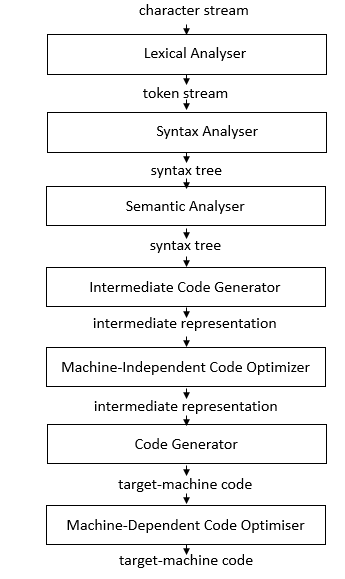 character stream
Lexical Analyser
token stream
Syntax Analyser
syntax tree
Semantic Analyser
syntax tree
Intermediate Code Generator
intermediate representation
Machine-Independent Code Optimizer
intermediate representation
Code Generator
target-machine code
Machine-Dependent Code Optimiser
target-machine code